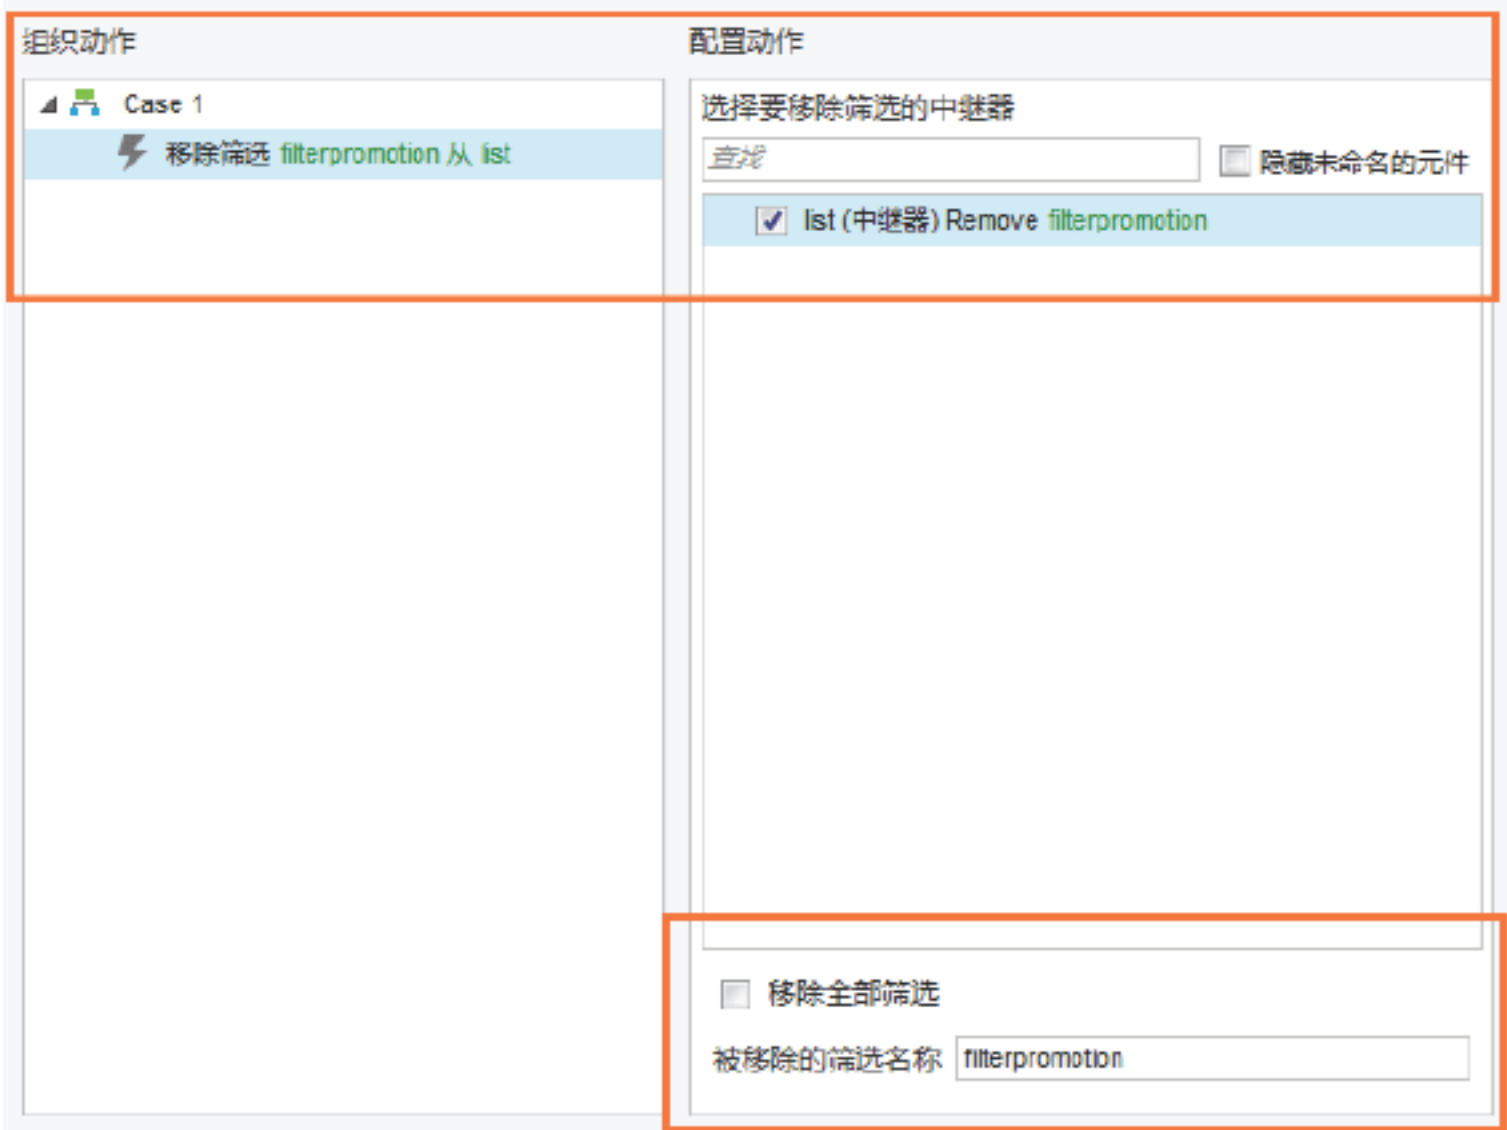 组织动作
Case 1
移除筛选 filterpromotion 从 list
配置动作
选择要移除筛选的中继器
查找
隐藏未命名的元件
list (中继器) Remove filterpromotion
移除全部筛选
被移除的筛选名称 filterpromotion